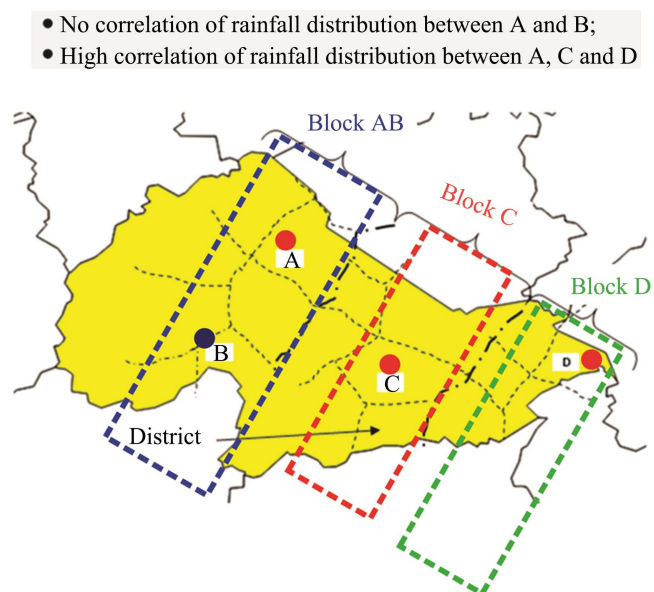 • No correlation of rainfall distribution between A and B;
• High correlation of rainfall distribution between A, C and D
Block AB
Block C
Block D
A
B
C
D
District